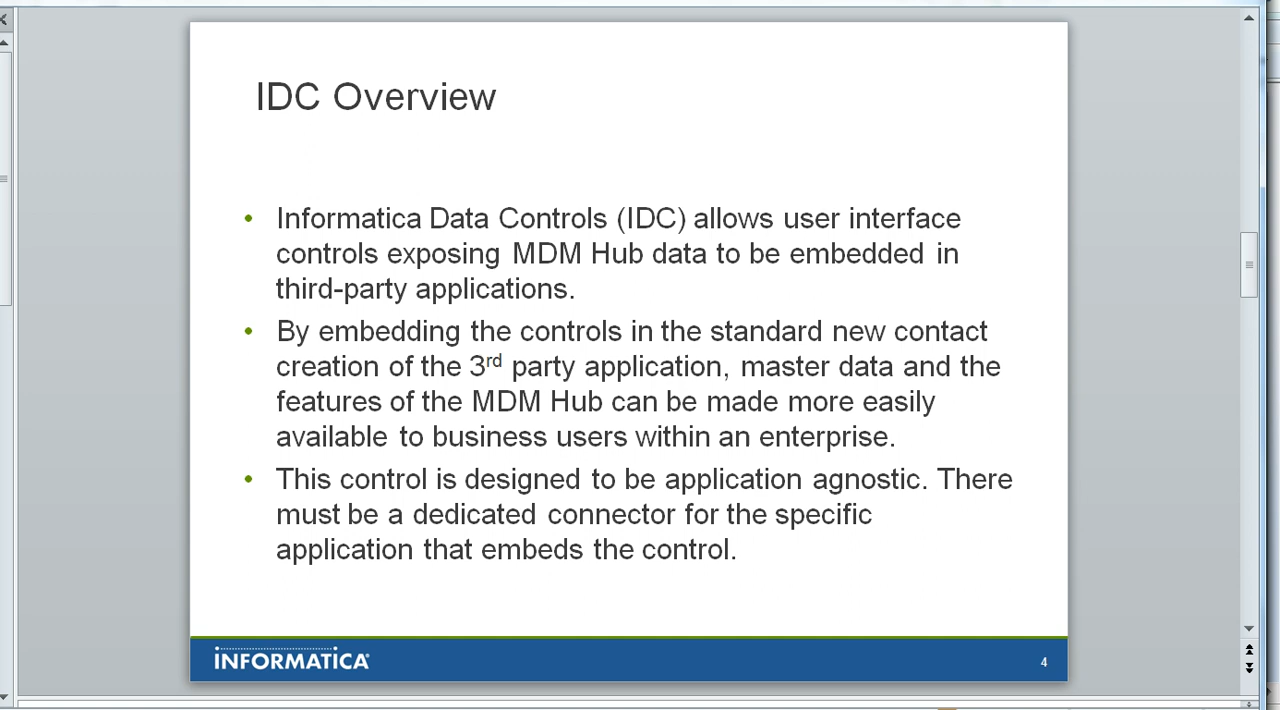 IDC Overview
• Informatica Data Controls (IDC) allows user interface
controls exposing MDM Hub data to be embedded in
third-party applications.
• By embedding the controls in the standard new contact
creation of the 3rd party application, master data and the
features of the MDM Hub can be made more easily
available to business users within an enterprise.
• This control is designed to be application agnostic. There
must be a dedicated connector for the specific
application that embeds the control.
INFORMATICA®
4